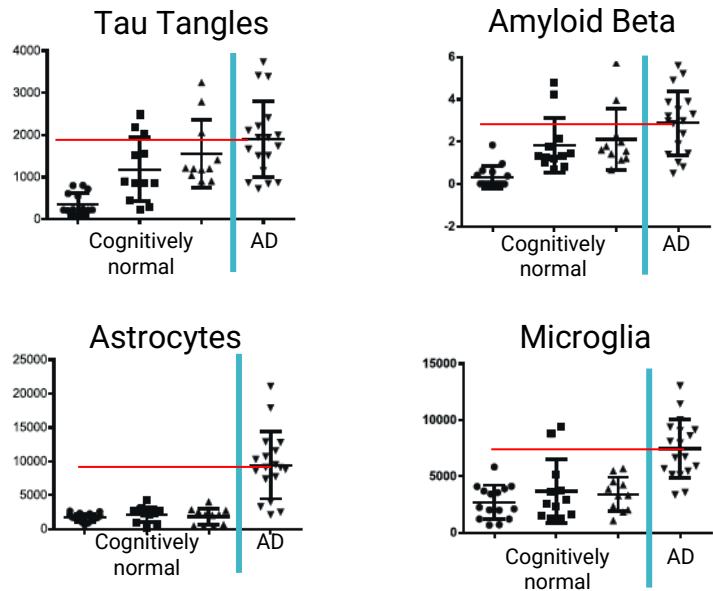 Tau Tangles
4000
3000
2000
1000
0
Cognitively
normal
AD
Amyloid Beta
6
4
2
0
-2
Cognitively
normal
AD
Astrocytes
25000
20000
15000
10000
5000
0
Cognitively
normal
AD
Microglia
15000
10000
5000
0
Cognitively
normal
AD